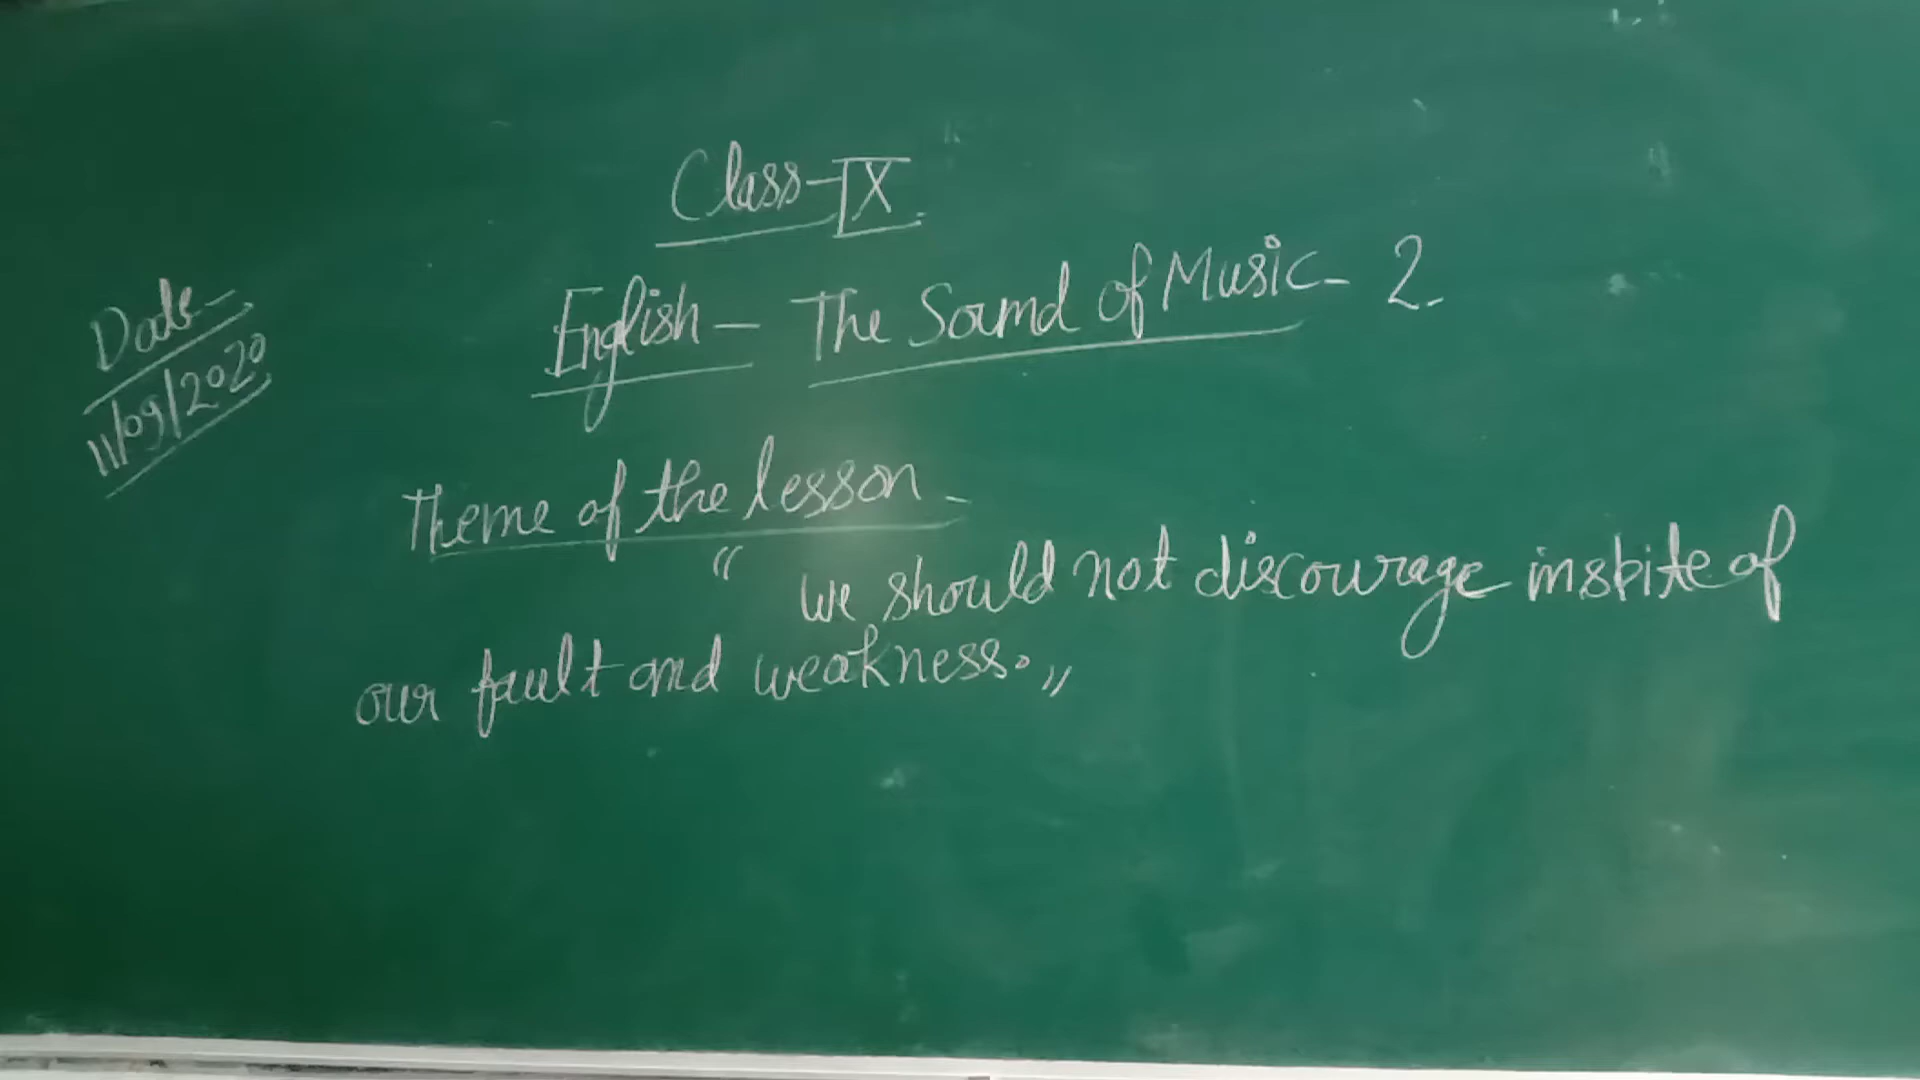 Class-IX.
English - The Sound of Music - 2.
Date-
11/09/2020
Theme of the lesson -
" we should not discourage inspite of
our fault and weakness. "